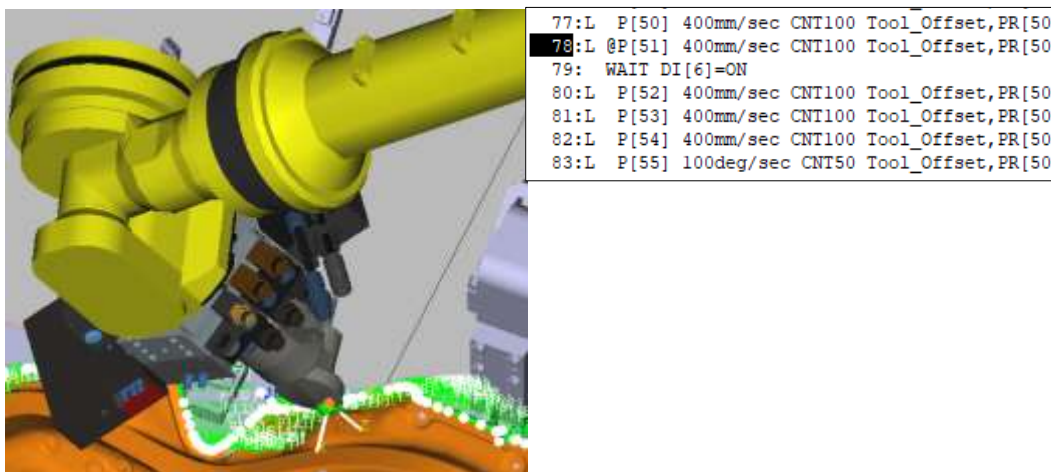 77:L P[50] 400mm/sec CNT100 Tool_Offset,PR[50
78:L @P[51] 400mm/sec CNT100 Tool_Offset,PR[50
79: WAIT DI[6]=ON
80:L P[52] 400mm/sec CNT100 Tool_Offset,PR[50
81:L P[53] 400mm/sec CNT100 Tool_Offset,PR[50
82:L P[54] 400mm/sec CNT100 Tool_Offset,PR[50
83:L P[55] 100deg/sec CNT50 Tool_Offset,PR[50